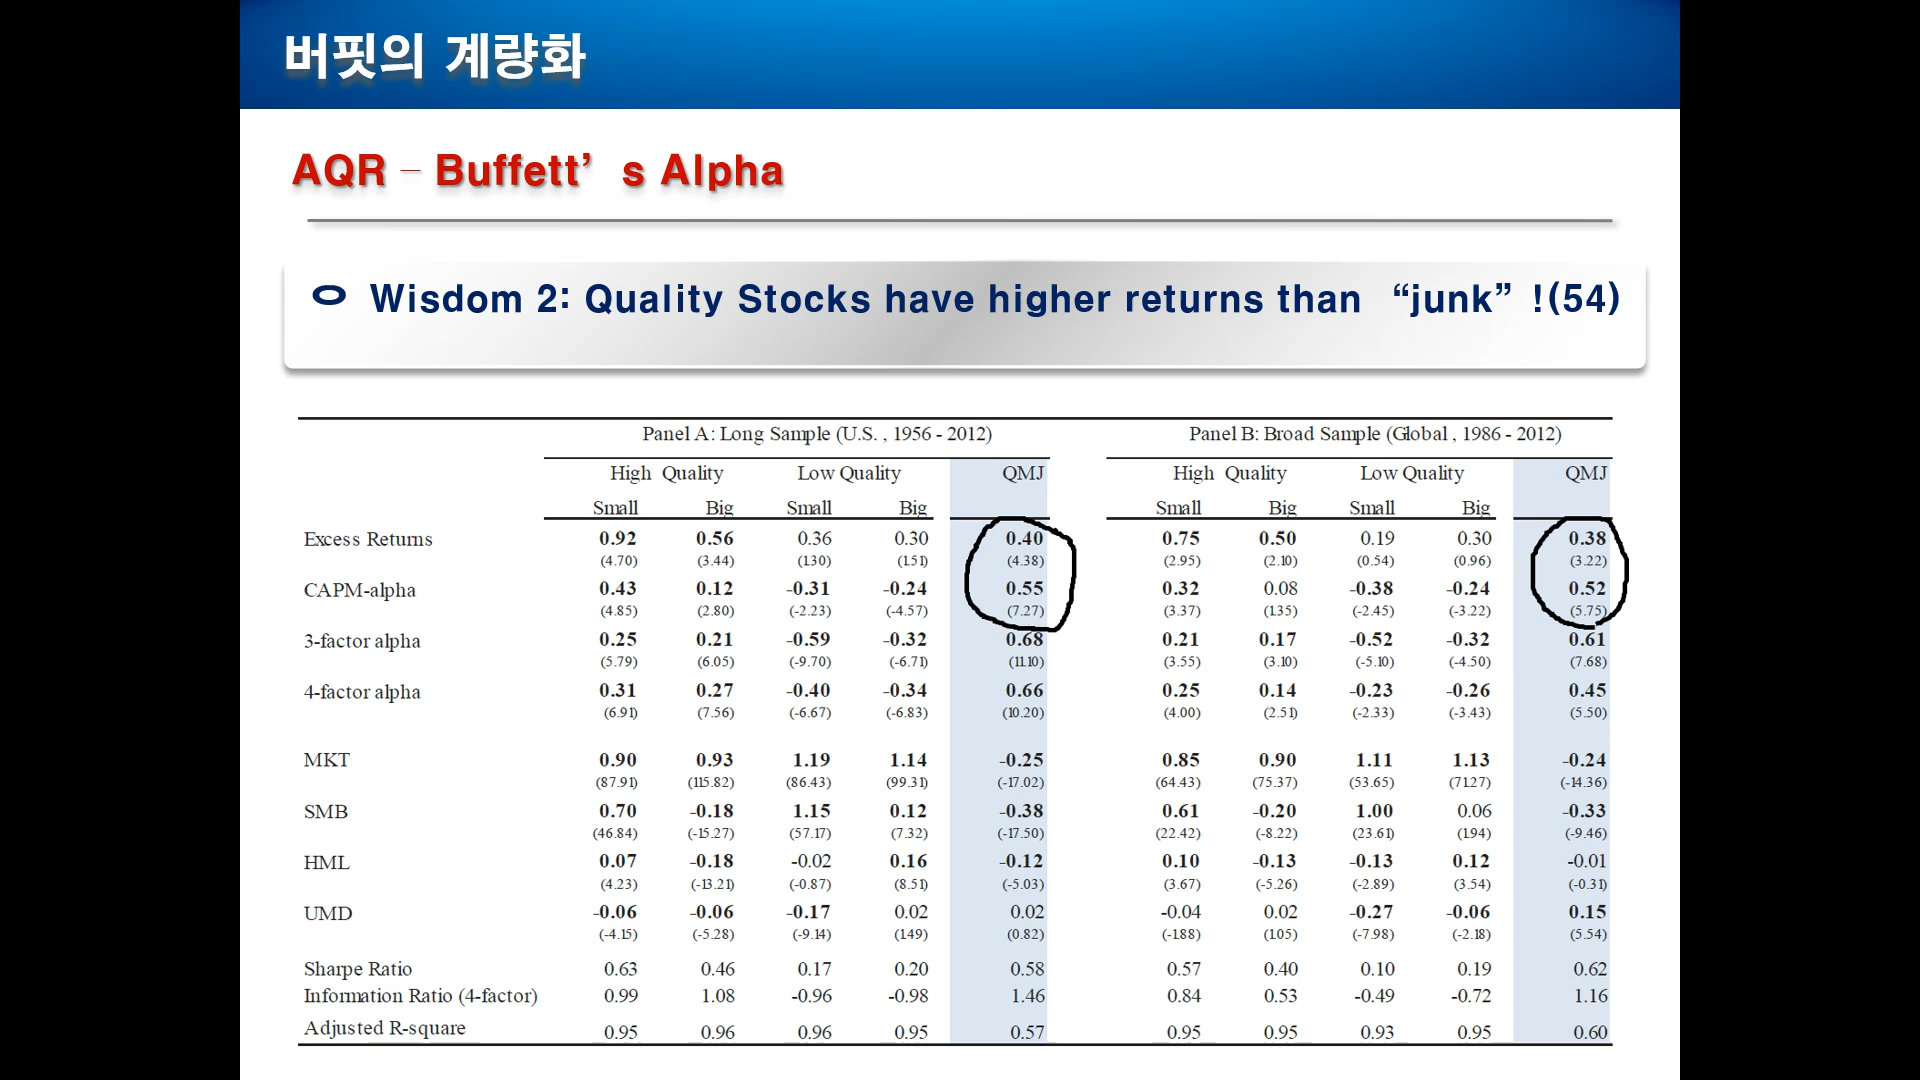 버핏의 계량화
AQR – Buffett’s Alpha
Wisdom 2: Quality Stocks have higher returns than “junk”!(54)
Panel A: Long Sample (U.S. , 1956 - 2012) Panel B: Broad Sample (Global , 1986 - 2012)
High Quality Low Quality QMJ High Quality Low Quality QMJ
Small Big Small Big Small Big Small Big
Excess Returns 0.92 0.56 0.36 0.30 0.40 0.75 0.50 0.19 0.30 0.38
(4.70) (3.44) (1.30) (1.51) (4.38) (2.95) (2.10) (0.54) (0.96) (3.22)
CAPM-alpha 0.43 0.12 -0.31 -0.24 0.55 0.32 0.08 -0.38 -0.24 0.52
(4.85) (2.80) (-2.23) (-4.57) (7.27) (3.37) (1.35) (-2.45) (-3.22) (5.75)
3-factor alpha 0.25 0.21 -0.59 -0.32 0.68 0.21 0.17 -0.52 -0.32 0.61
(5.79) (6.05) (-9.70) (-6.71) (11.10) (3.55) (3.10) (-5.10) (-4.50) (7.68)
4-factor alpha 0.31 0.27 -0.40 -0.34 0.66 0.25 0.14 -0.23 -0.26 0.45
(6.91) (7.56) (-6.67) (-6.83) (10.20) (4.00) (2.51) (-2.33) (-3.43) (5.50)
MKT 0.90 0.93 1.19 1.14 -0.25 0.85 0.90 1.11 1.13 -0.24
(87.91) (115.82) (86.43) (99.31) (-17.02) (64.43) (75.37) (53.65) (71.27) (-14.36)
SMB 0.70 -0.18 1.15 0.12 -0.38 0.61 -0.20 1.00 0.06 -0.33
(46.84) (-15.27) (57.17) (7.32) (-17.50) (22.42) (-8.22) (23.61) (1.94) (-9.46)
HML 0.07 -0.18 -0.02 0.16 -0.12 0.10 -0.13 -0.13 0.12 -0.01
(4.23) (-13.21) (-0.87) (8.51) (-5.03) (3.67) (-5.26) (-2.89) (3.54) (-0.31)
UMD -0.06 -0.06 -0.17 0.02 0.02 -0.04 0.02 -0.27 -0.06 0.15
(-4.15) (-5.28) (-9.14) (1.49) (0.82) (-1.88) (1.05) (-7.98) (-2.18) (5.54)
Sharpe Ratio 0.63 0.46 0.17 0.20 0.58 0.57 0.40 0.10 0.19 0.62
Information Ratio (4-factor) 0.99 1.08 -0.96 -0.98 1.46 0.84 0.53 -0.49 -0.72 1.16
Adjusted R-square 0.95 0.96 0.96 0.95 0.57 0.95 0.95 0.93 0.95 0.60